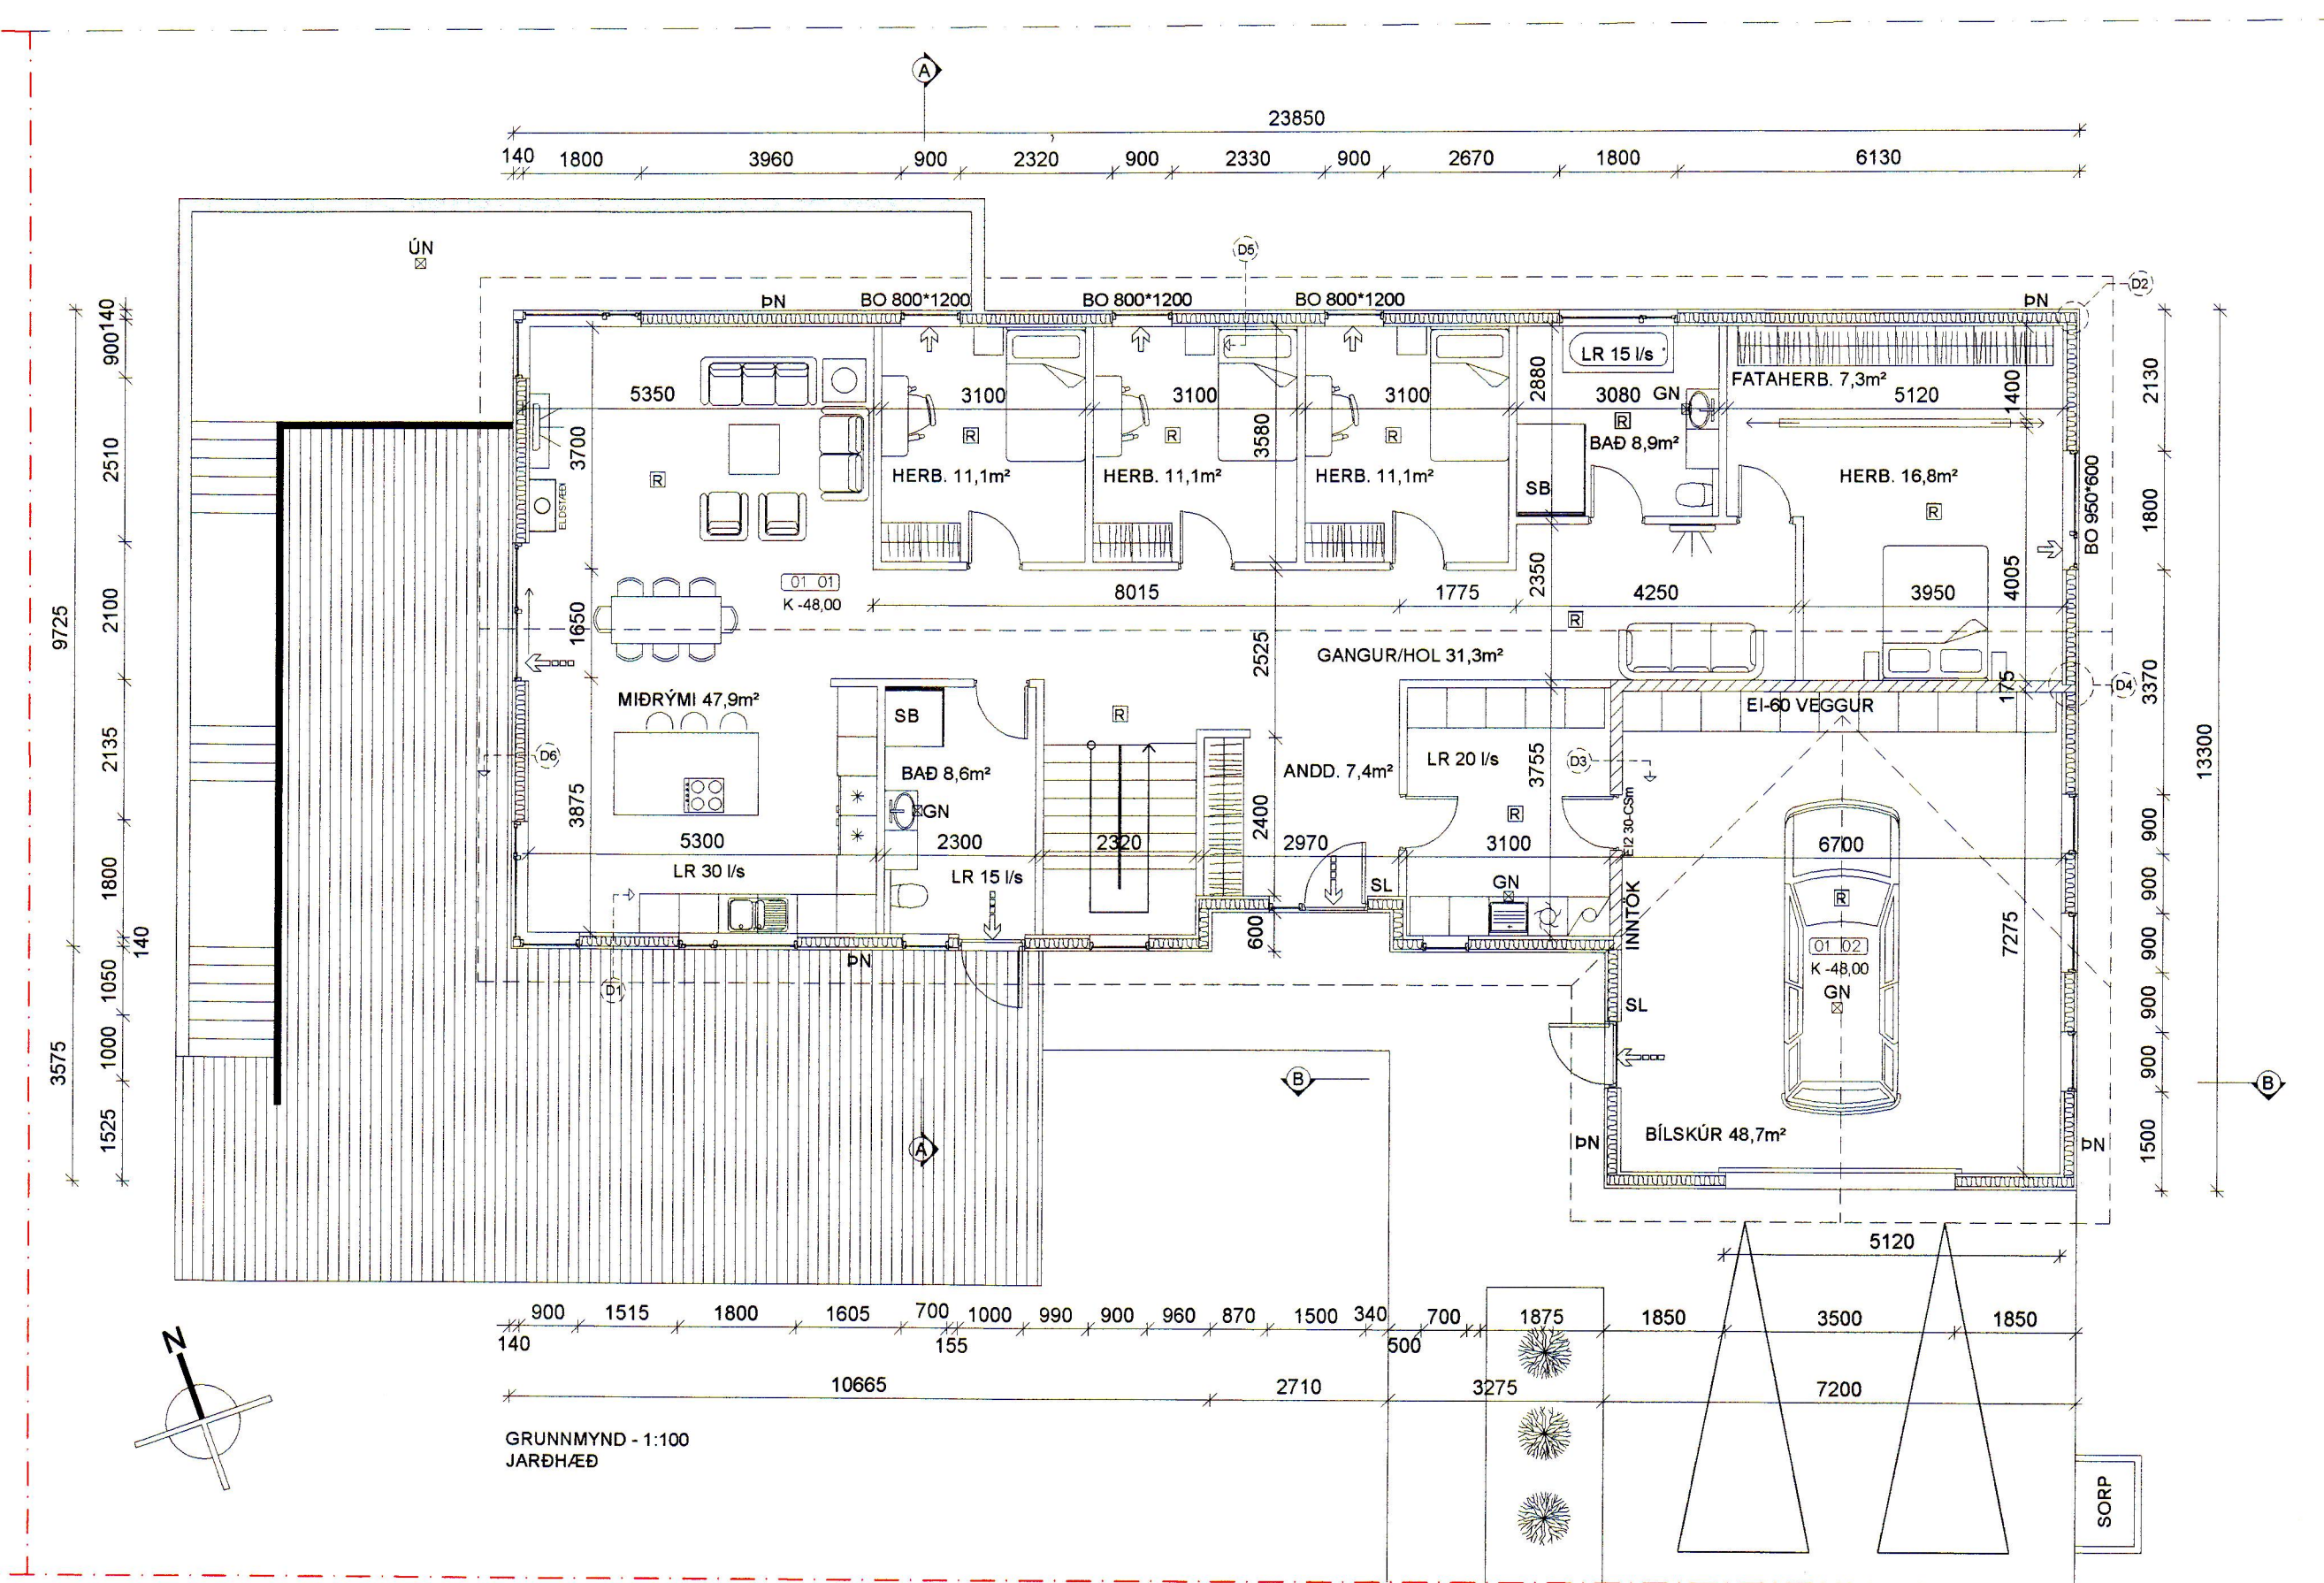 A
23850
140 1800 3960 900 2320 900 2330 900 2670 1800 6130
ÚN
D5
D2
ÞN BO 800*1200 BO 800*1200 BO 800*1200 ÞN
140
900
2510
2100
2135
1800
140
1050
1000
1525
9725
3575
LR 15 l/s
FATAHERB. 7,3m²
5350 3100 3100 3100 2880 3080 GN 5120 1400
3700
3580
R R R R R
BAÐ 8,9m²
HERB. 11,1m² HERB. 11,1m² HERB. 11,1m² SB HERB. 16,8m²
R
ELDSTÆÐI
BO 950*600
2130
1800
3370
900
900
900
900
900
1500
13300
01 01
K -48,00
8015 1775 2350 4250 3950 4005
1650
R
2525
GANGUR/HOL 31,3m²
MIÐRÝMI 47,9m²
SB
R
175
D4
EI-60 VEGGUR
D6
BAÐ 8,6m²
GN
ANDD. 7,4m²
LR 20 l/s
3755
D3
R
EI2 30-CSm
3875
2400
5300 2300 2320 2970 3100 6700
LR 30 l/s
LR 15 l/s
SL
GN
INNTÖK
R
600
7275
ÞN
D1
01 02
K -48,00
GN
SL
B
B
A
ÞN
BÍLSKÚR 48,7m²
ÞN
5120
900 1515 1800 1605 700 1000 990 900 960 870 1500 340 700 1875 1850 3500 1850
140 155 500
10665 2710 3275 7200
N
GRUNNMYND - 1:100
JARÐHÆÐ
SORP